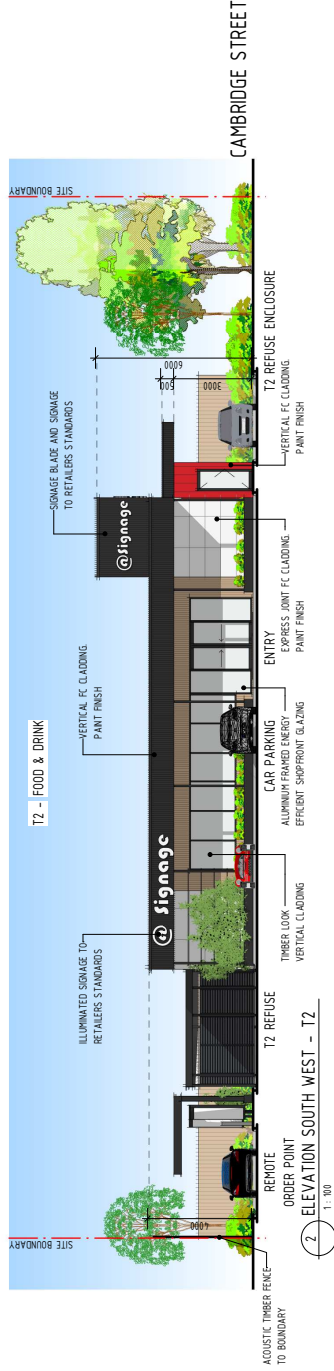 T2 - FOOD & DRINK
SITE BOUNDARY
SITE BOUNDARY
ILLUMINATED SIGNAGE TO
RETAILERS STANDARDS
VERTICAL FC CLADDING.
PAINT FINISH
SIGNAGE BLADE AND SIGNAGE
TO RETAILERS STANDARDS
@ Signage
@Signage
4000
6000
500
3000
CAMBRIDGE STREET
ACOUSTIC TIMBER FENCE
TO BOUNDARY
REMOTE
ORDER POINT
T2 REFUSE
TIMBER LOOK
VERTICAL CLADDING
CAR PARKING
ALUMINIUM FRAMED ENERGY
EFFICIENT SHOPFRONT GLAZING
ENTRY
EXPRESS JOINT FC CLADDING.
PAINT FINISH
T2 REFUSE ENCLOSURE
VERTICAL FC CLADDING.
PAINT FINISH
2
ELEVATION SOUTH WEST - T2
1 : 100